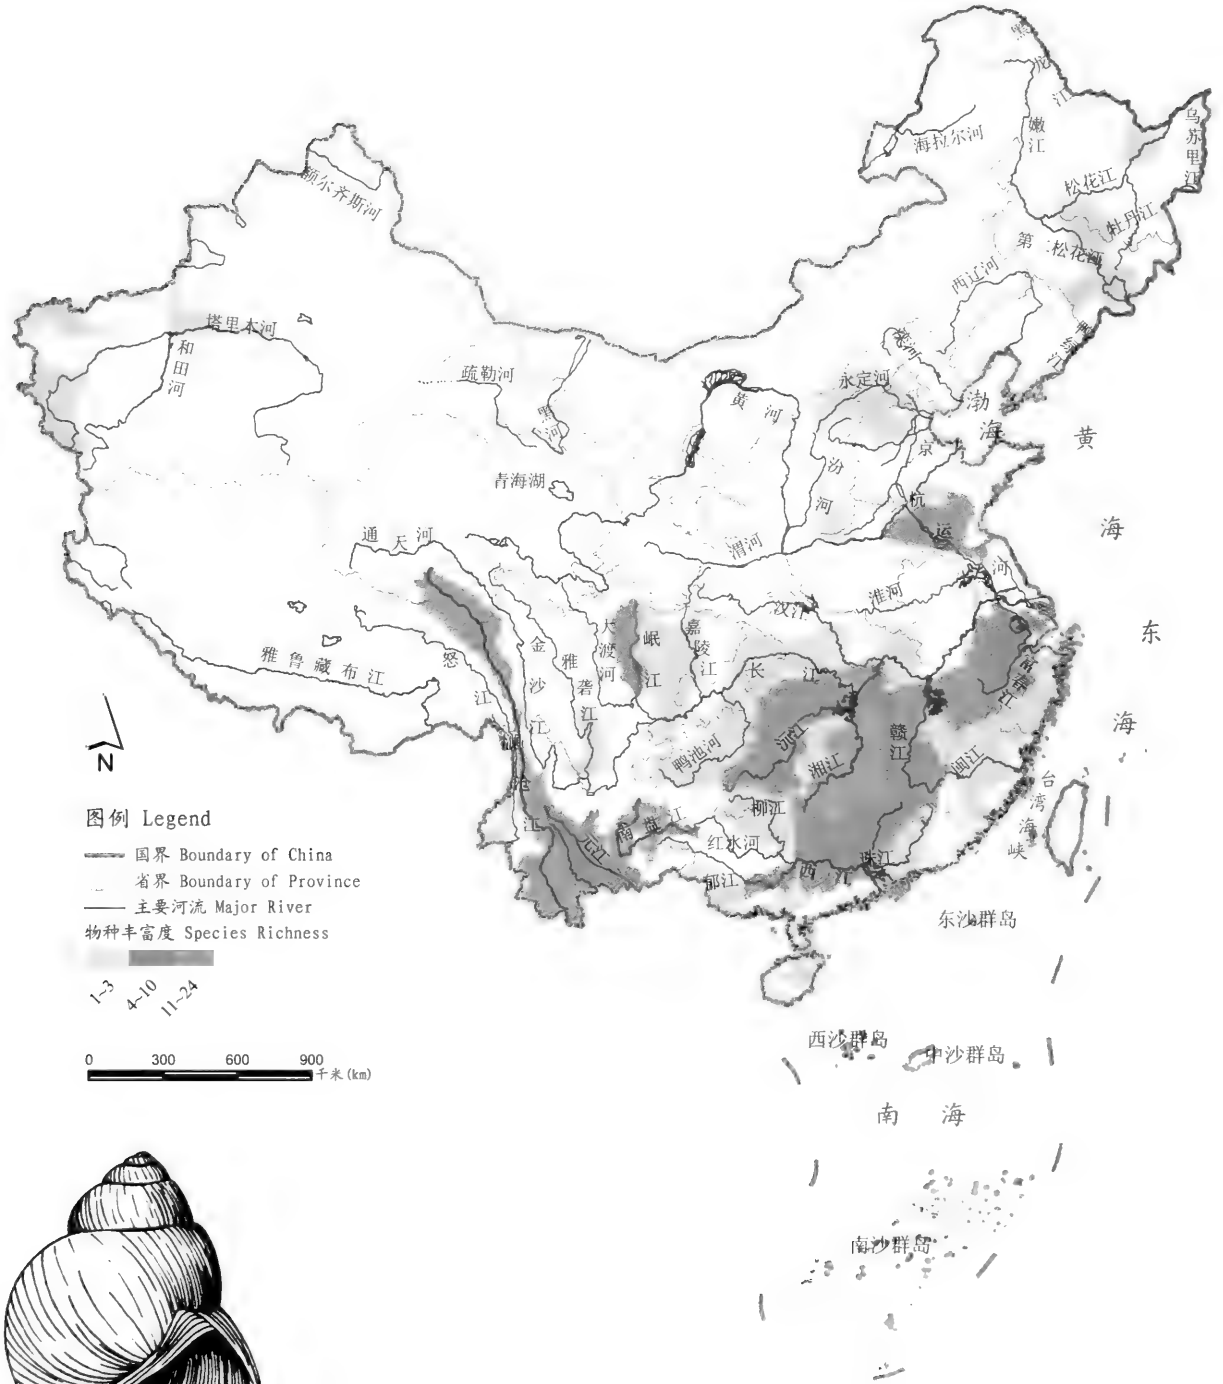 黑
龙
江
嫩江
海拉尔河
乌苏里江
松花江
牡丹江
额尔齐斯河
第二松花江
西辽河
塔里木河
和田河
滦河
鸭绿江
疏勒河
黑河
永定河
渤海
黄河
京
杭
运
河
汾河
黄
海
青海湖
通天河
渭河
淮河
汉江
东
海
大渡河
岷江
嘉陵江
金沙江
雅砻江
雅鲁藏布江
怒江
长江
富春江
澜
沧
江
沅江
湘江
赣江
鸭池河
闽江
台湾海峡
N
图例 Legend
国界 Boundary of China
省界 Boundary of Province
主要河流 Major River
物种丰富度 Species Richness
1~3
4~10
11~24
元江
南盘江
柳江
红水河
郁江
西江
珠江
东沙群岛
0 300 600 900
千米(km)
西沙群岛
中沙群岛
南海
南沙群岛